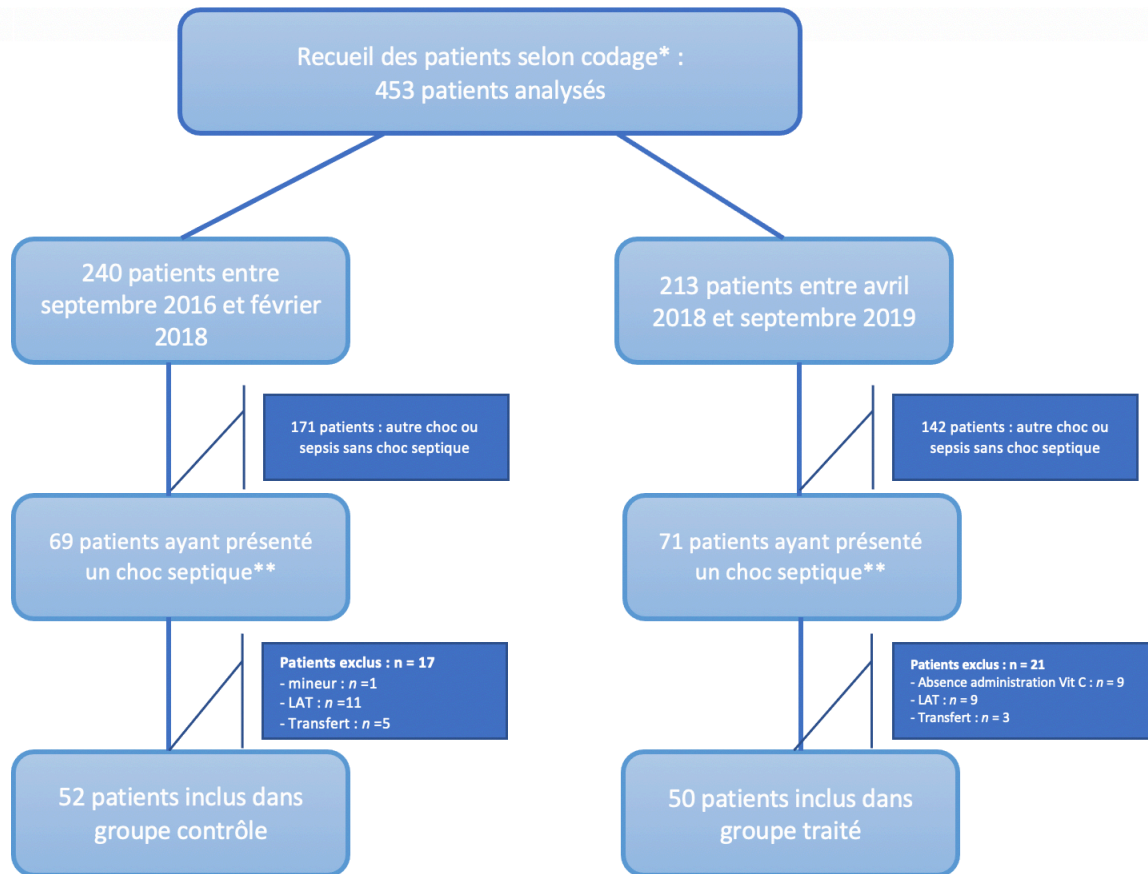 Recueil des patients selon codage* :
453 patients analysés
240 patients entre
septembre 2016 et février
2018
213 patients entre avril
2018 et septembre 2019
171 patients : autre choc ou
sepsis sans choc septique
142 patients : autre choc ou
sepsis sans choc septique
69 patients ayant présenté
un choc septique**
71 patients ayant présenté
un choc septique**
Patients exclus : n = 17
- mineur : n =1
- LAT : n =11
- Transfert : n =5
Patients exclus : n = 21
- Absence administration Vit C : n = 9
- LAT : n = 9
- Transfert : n = 3
52 patients inclus dans
groupe contrôle
50 patients inclus dans
groupe traité